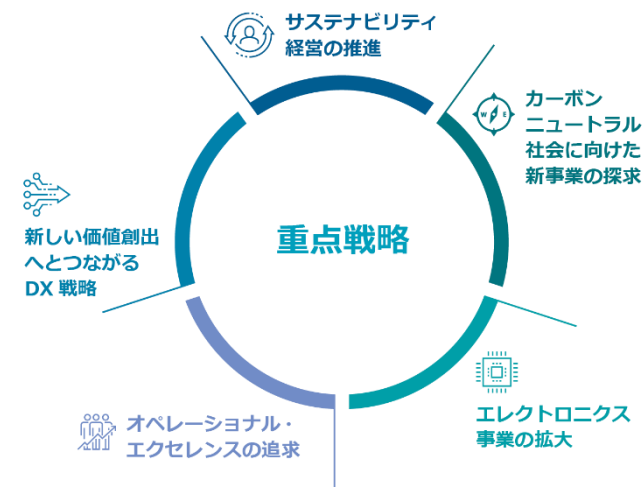 サステナビリティ
経営の推進
カーボン
ニュートラル
社会に向けた
新事業の探求
W E
重点戦略
新しい価値創出
へとつながる
DX 戦略
エレクトロニクス
事業の拡大
オペレーショナル・
エクセレンスの追求